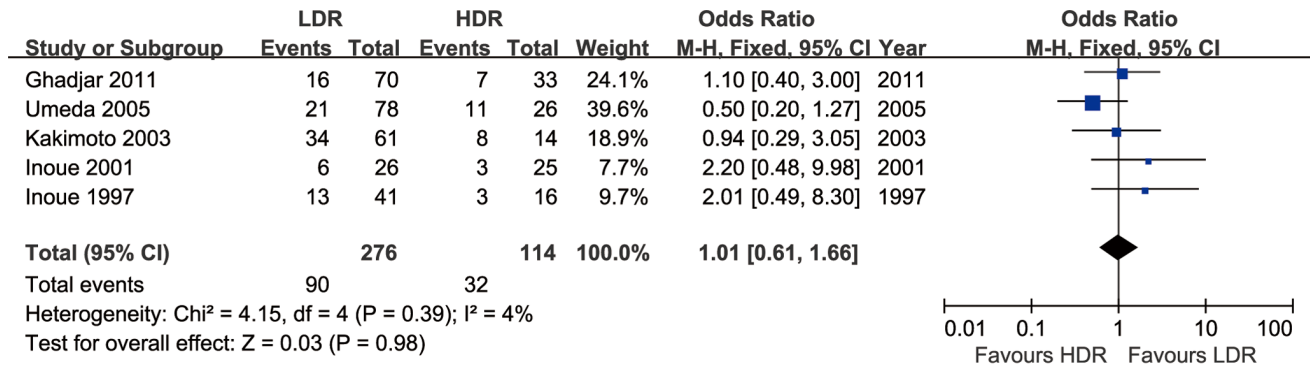 LDR HDR Odds Ratio Odds Ratio
Study or Subgroup Events Total Events Total Weight M-H, Fixed, 95% CI Year M-H, Fixed, 95% CI
Ghadjar 2011 16 70 7 33 24.1% 1.10 [0.40, 3.00] 2011
Umeda 2005 21 78 11 26 39.6% 0.50 [0.20, 1.27] 2005
Kakimoto 2003 34 61 8 14 18.9% 0.94 [0.29, 3.05] 2003
Inoue 2001 6 26 3 25 7.7% 2.20 [0.48, 9.98] 2001
Inoue 1997 13 41 3 16 9.7% 2.01 [0.49, 8.30] 1997
Total (95% CI) 276 114 100.0% 1.01 [0.61, 1.66]
Total events 90 32
Heterogeneity: Chi² = 4.15, df = 4 (P = 0.39); I² = 4%
Test for overall effect: Z = 0.03 (P = 0.98)
0.01 0.1 1 10 100
Favours HDR Favours LDR